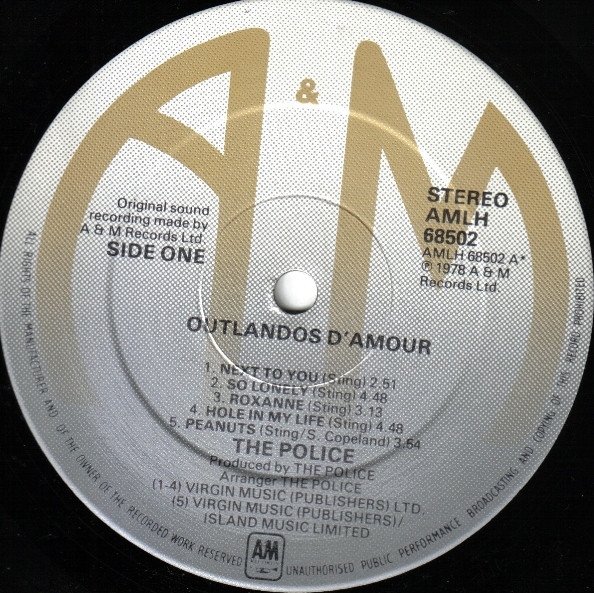 A & M
Original sound
recording made by
A & M Records Ltd.
SIDE ONE
STEREO
AMLH
68502
AMLH 68502 A*
℗ 1978 A & M
Records Ltd.
OUTLANDOS D'AMOUR
1. NEXT TO YOU (Sting) 2.51
2. SO LONELY (Sting) 4.48
3. ROXANNE (Sting) 3.13
4. HOLE IN MY LIFE (Sting) 4.48
5. PEANUTS (Sting/S. Copeland) 3.54
THE POLICE
Produced by THE POLICE
Arranger THE POLICE
(1-4) VIRGIN MUSIC (PUBLISHERS) LTD.
(5) VIRGIN MUSIC (PUBLISHERS)/
ISLAND MUSIC LIMITED
ALL RIGHTS OF THE MANUFACTURER AND OF THE OWNER OF THE RECORDED WORK RESERVED
AM
UNAUTHORISED PUBLIC PERFORMANCE BROADCASTING AND COPYING OF THIS RECORD PROHIBITED